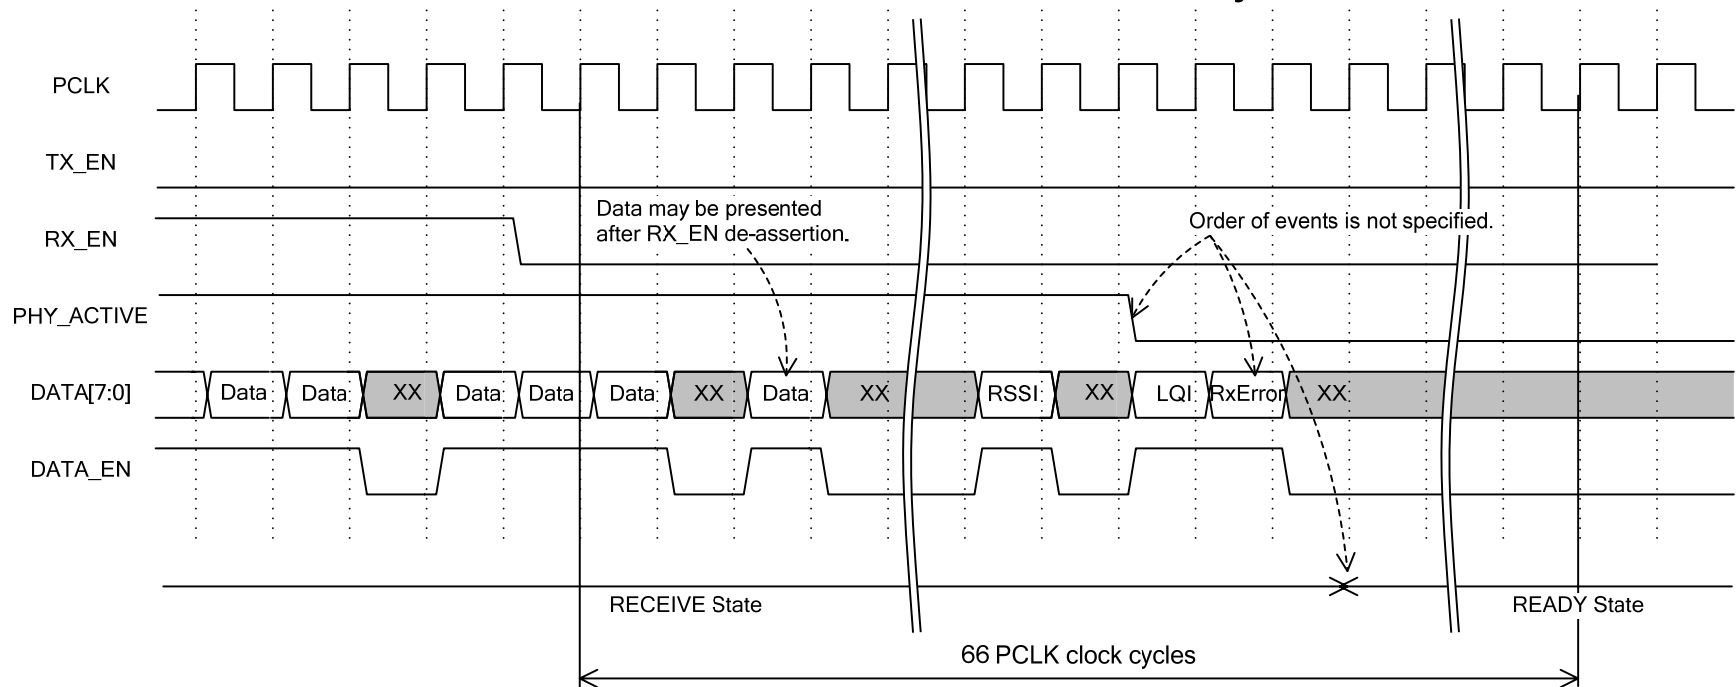 PCLK
TX_EN
Data may be presented
after RX_EN de-assertion.
Order of events is not specified.
RX_EN
PHY_ACTIVE
DATA[7:0]
Data Data XX Data Data Data XX Data XX RSSI XX LQI RxError XX
DATA_EN
RECEIVE State
READY State
66 PCLK clock cycles